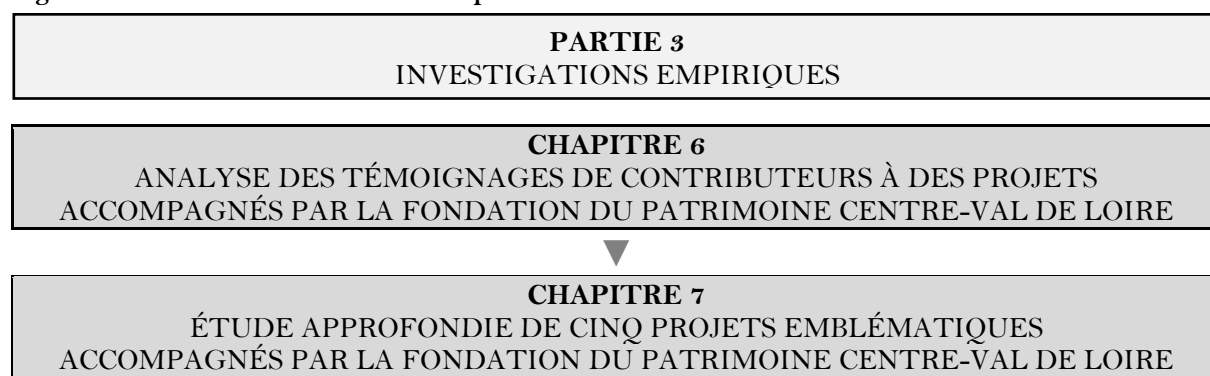 PARTIE 3
INVESTIGATIONS EMPIRIQUES
CHAPITRE 6
ANALYSE DES TÉMOIGNAGES DE CONTRIBUTEURS À DES PROJETS
ACCOMPAGNÉS PAR LA FONDATION DU PATRIMOINE CENTRE-VAL DE LOIRE
▼
CHAPITRE 7
ÉTUDE APPROFONDIE DE CINQ PROJETS EMBLÉMATIQUES
ACCOMPAGNÉS PAR LA FONDATION DU PATRIMOINE CENTRE-VAL DE LOIRE